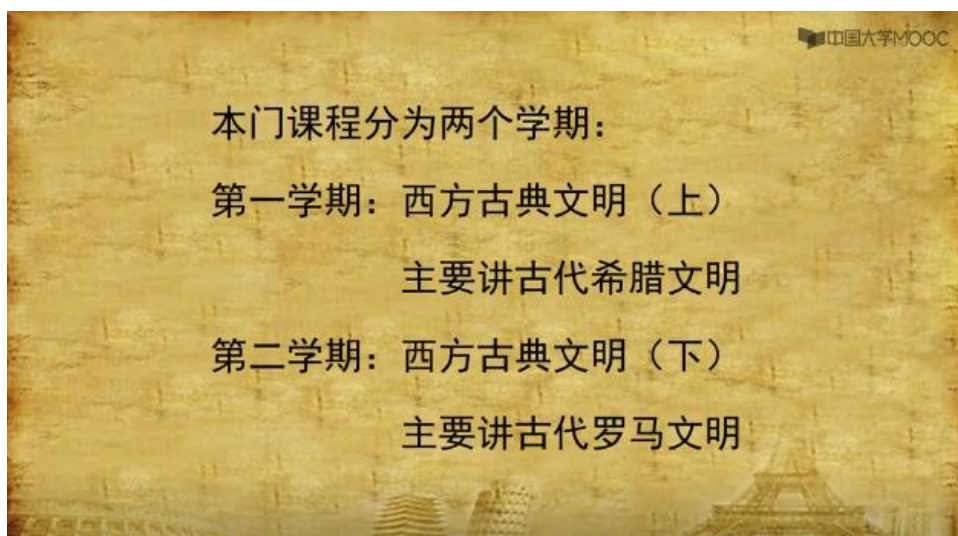 中国大学MOOC
本门课程分为两个学期：
第一学期：西方古典文明（上）
主要讲古代希腊文明
第二学期：西方古典文明（下）
主要讲古代罗马文明